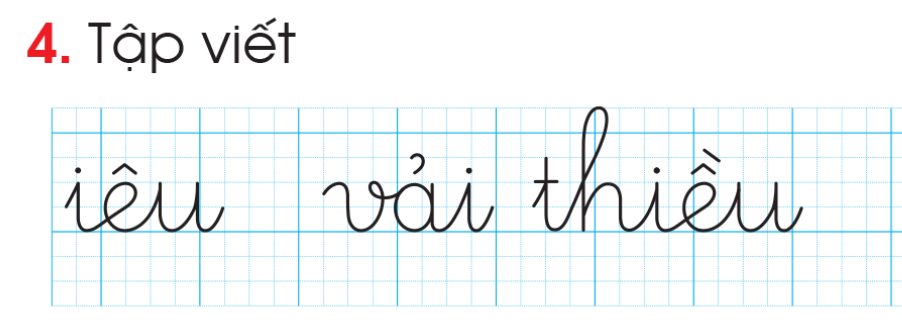 4. Tập viết
iêu vải thiều